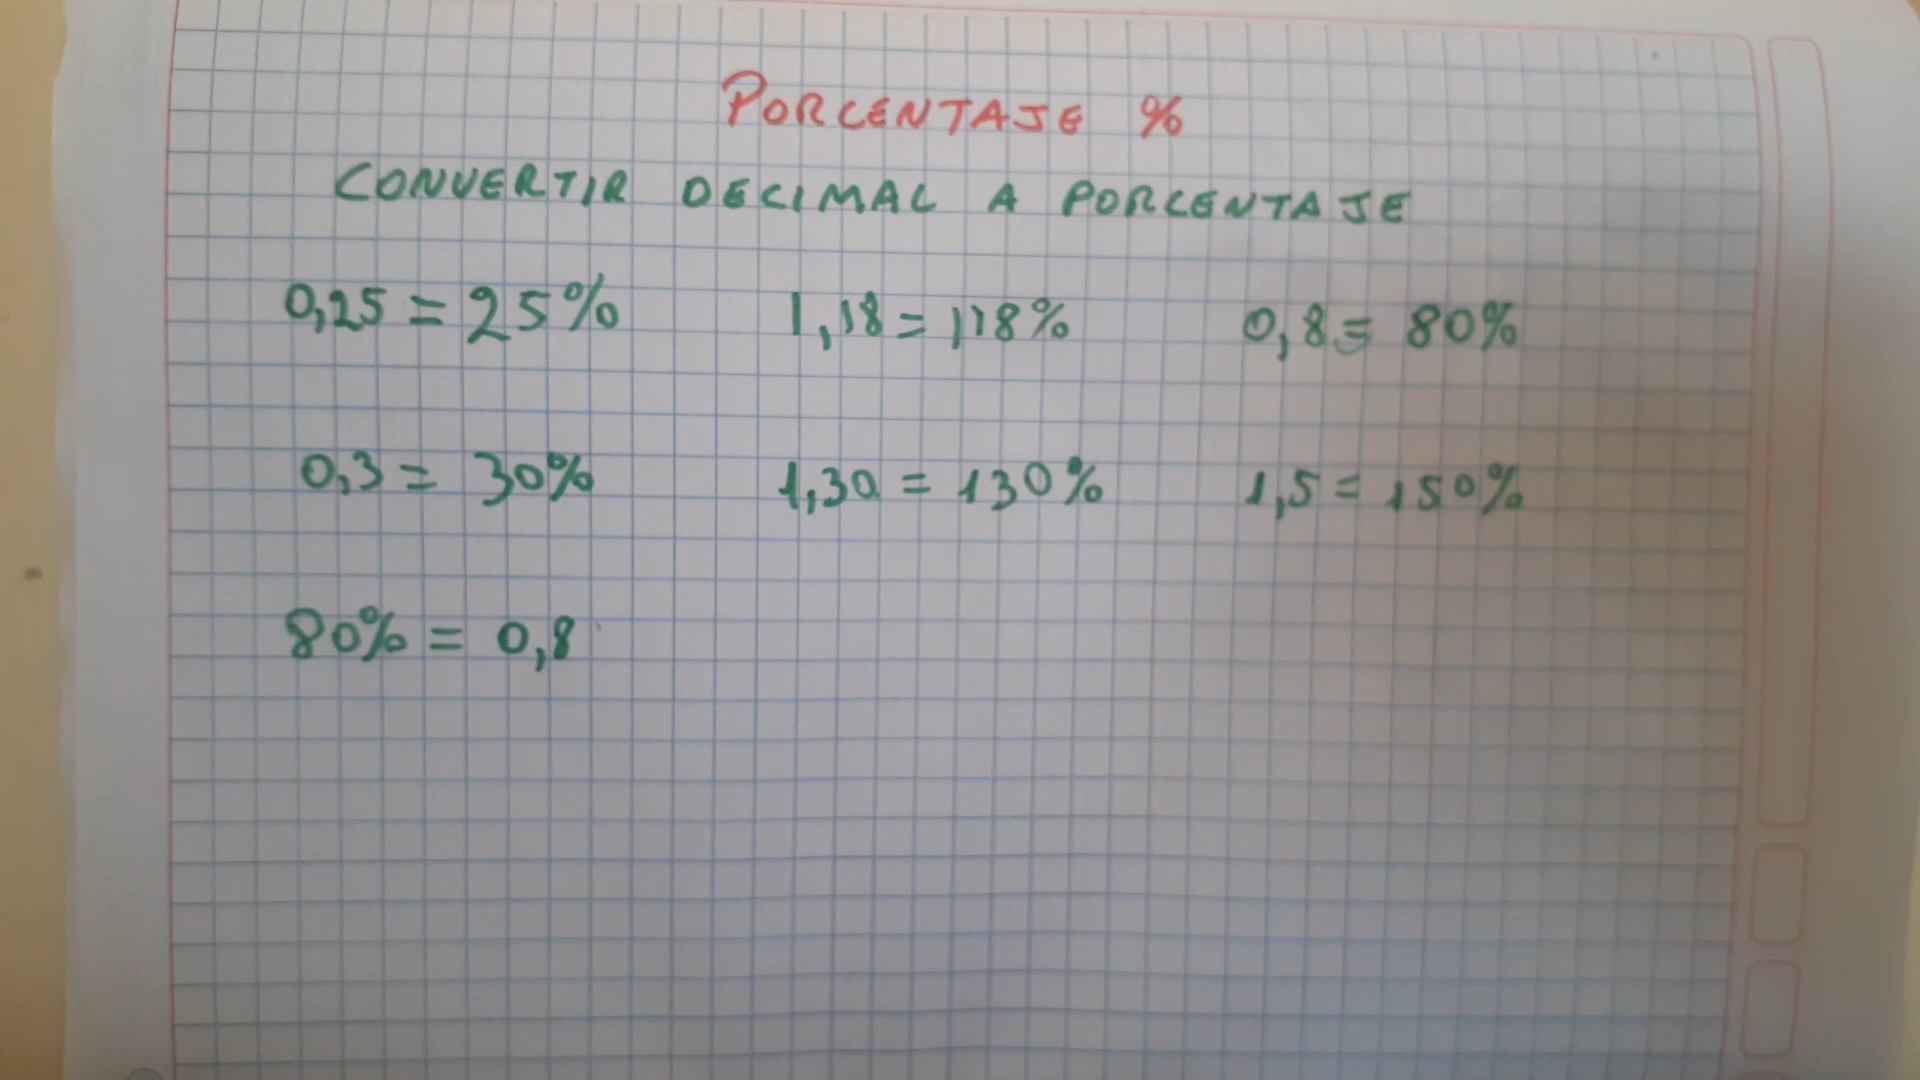 PORCENTAJE %
CONVERTIR DECIMAL A PORCENTAJE
0,25 = 25% 1,18 = 118% 0,8 = 80%
0,3 = 30% 1,30 = 130% 1,5 = 150%
80% = 0,8